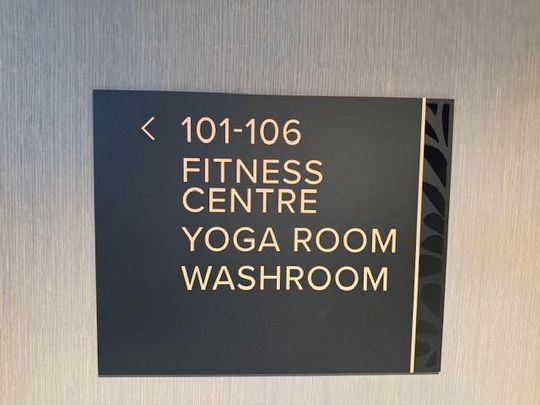 < 101-106
FITNESS
CENTRE
YOGA ROOM
WASHROOM